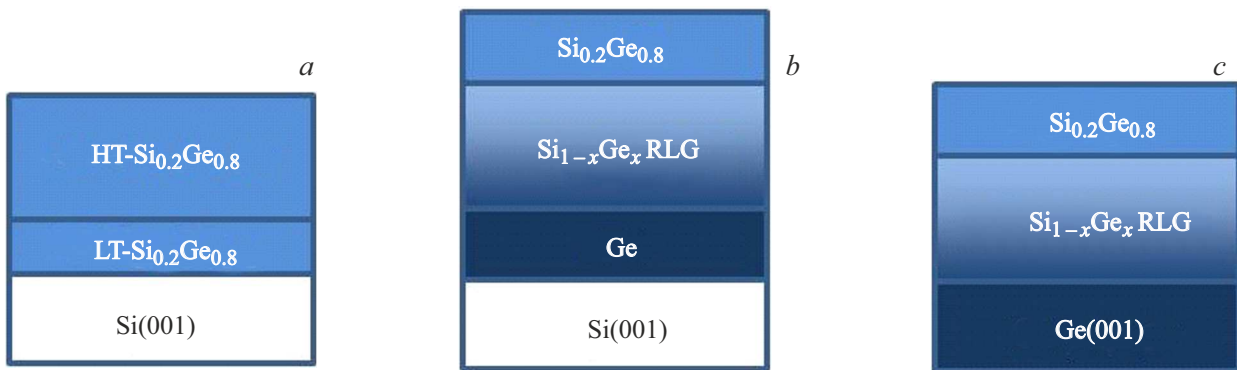 a
HT-Si0.2Ge0.8
LT-Si0.2Ge0.8
Si(001)
b
Si0.2Ge0.8
Si1−xGex RLG
Ge
Si(001)
c
Si0.2Ge0.8
Si1−xGex RLG
Ge(001)